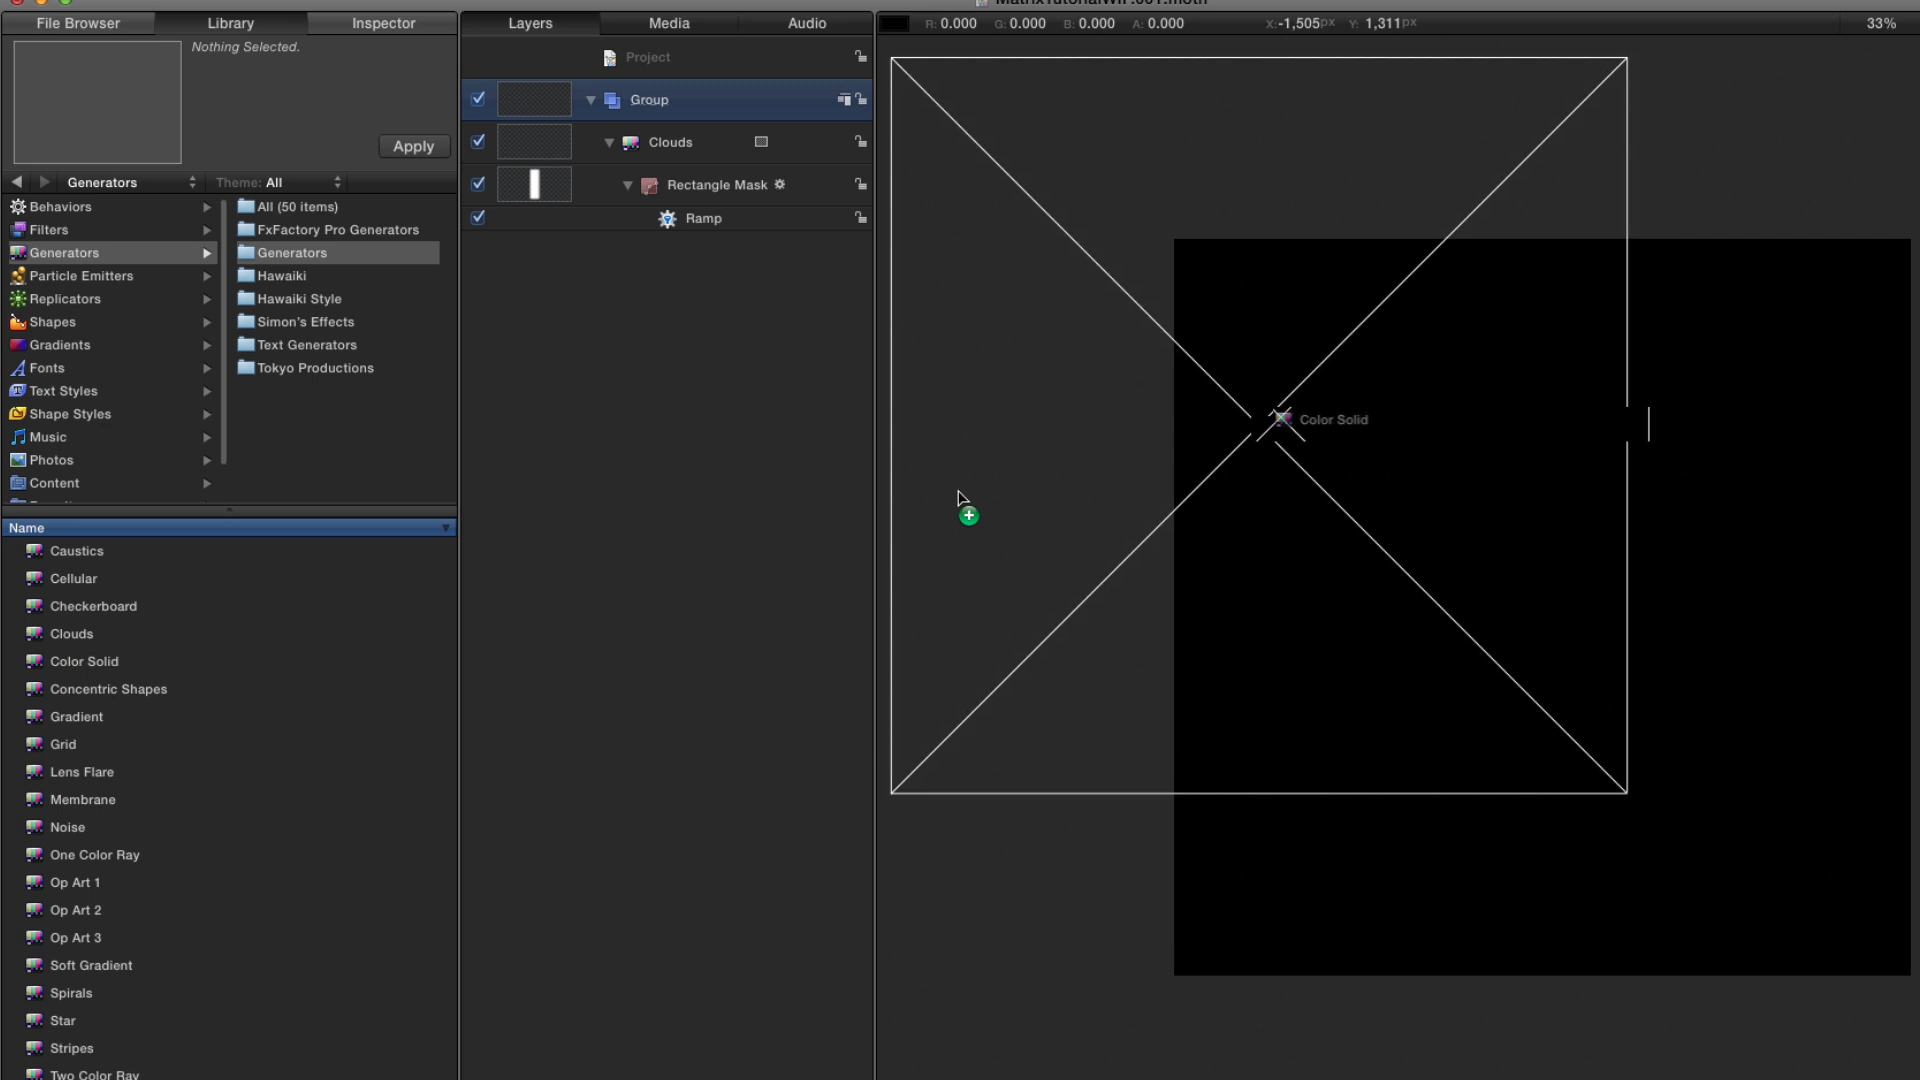 File Browser
Library
Inspector
Nothing Selected.
Apply
Generators
Theme: All
Behaviors
Filters
Generators
Particle Emitters
Replicators
Shapes
Gradients
Fonts
Text Styles
Shape Styles
Music
Photos
Content
All (50 items)
FxFactory Pro Generators
Generators
Hawaiki
Hawaiki Style
Simon's Effects
Text Generators
Tokyo Productions
Name
Caustics
Cellular
Checkerboard
Clouds
Color Solid
Concentric Shapes
Gradient
Grid
Lens Flare
Membrane
Noise
One Color Ray
Op Art 1
Op Art 2
Op Art 3
Soft Gradient
Spirals
Star
Stripes
Two Color Ray
Layers
Media
Audio
Project
Group
Clouds
Rectangle Mask
Ramp
R: 0.000 G: 0.000 B: 0.000 A: 0.000
X:-1,505px Y: 1,311px
33%
Color Solid